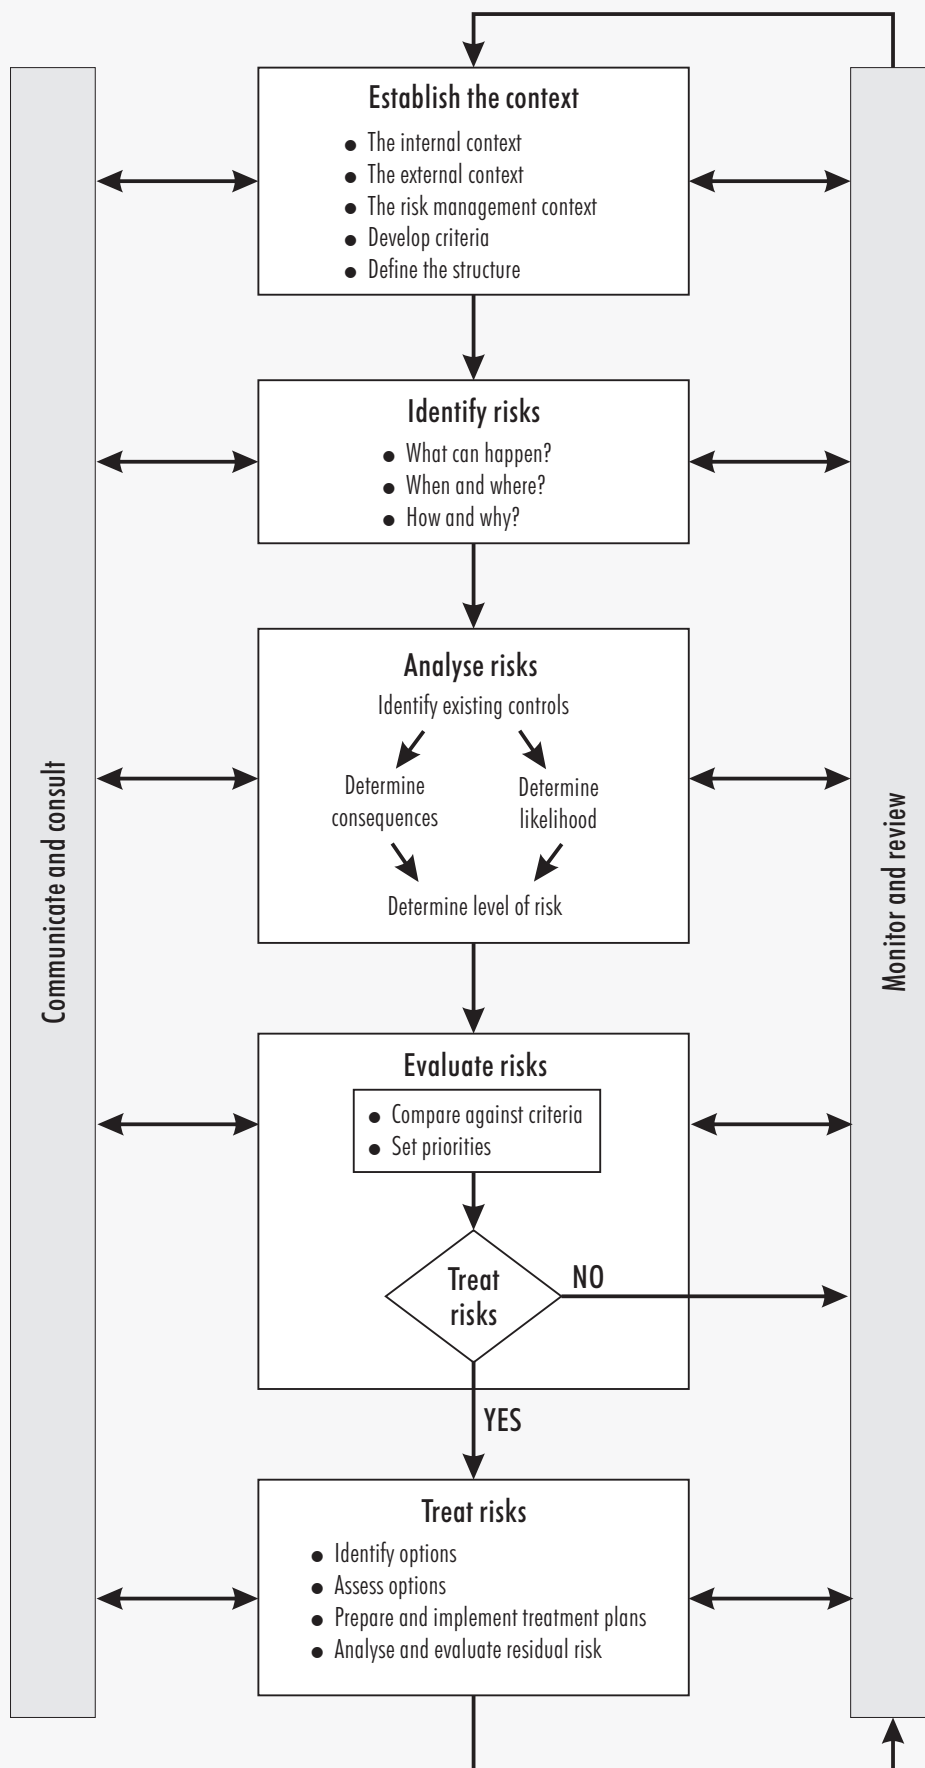 Establish the context
● The internal context
● The external context
● The risk management context
● Develop criteria
● Define the structure
Identify risks
● What can happen?
● When and where?
● How and why?
Analyse risks
Identify existing controls
Determine
consequences
Determine
likelihood
Determine level of risk
Evaluate risks
● Compare against criteria
● Set priorities
Treat
risks
NO
YES
Treat risks
● Identify options
● Assess options
● Prepare and implement treatment plans
● Analyse and evaluate residual risk
Communicate and consult
Monitor and review